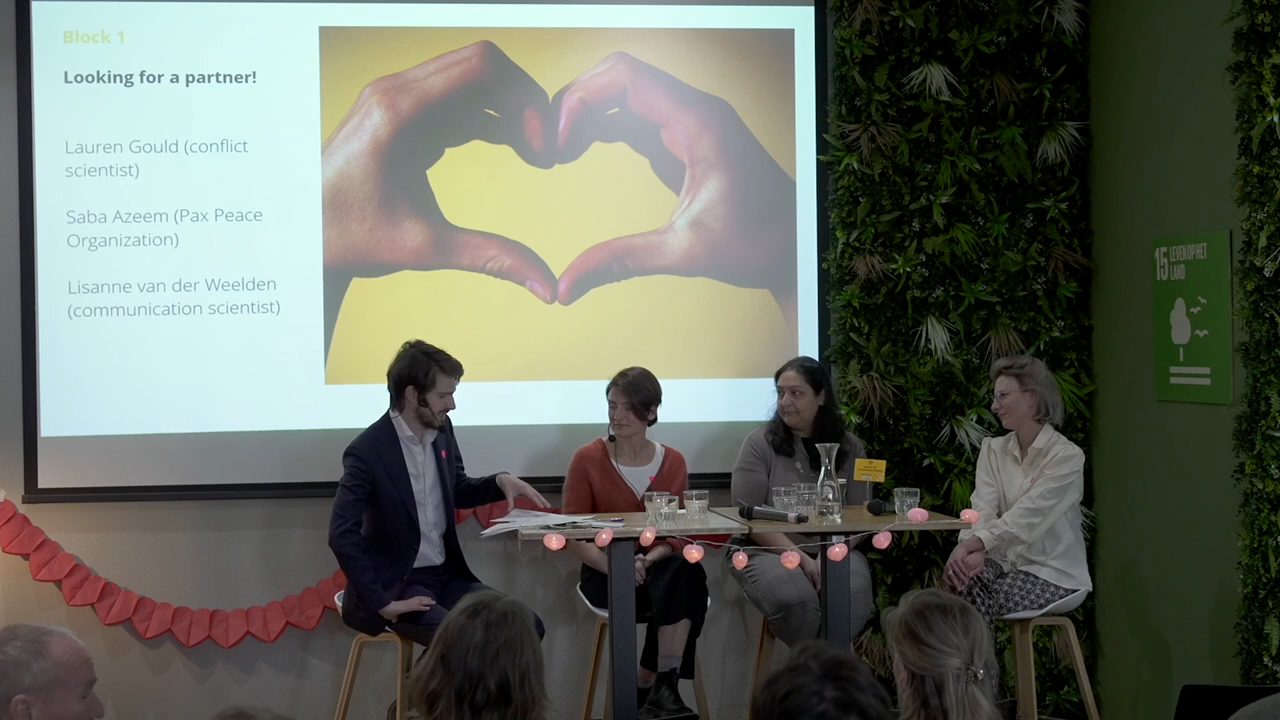 Block 1
Looking for a partner!
Lauren Gould (conflict
scientist)
Saba Azeem (Pax Peace
Organization)
Lisanne van der Weelden
(communication scientist)
15 LEVEN OP HET
LAND